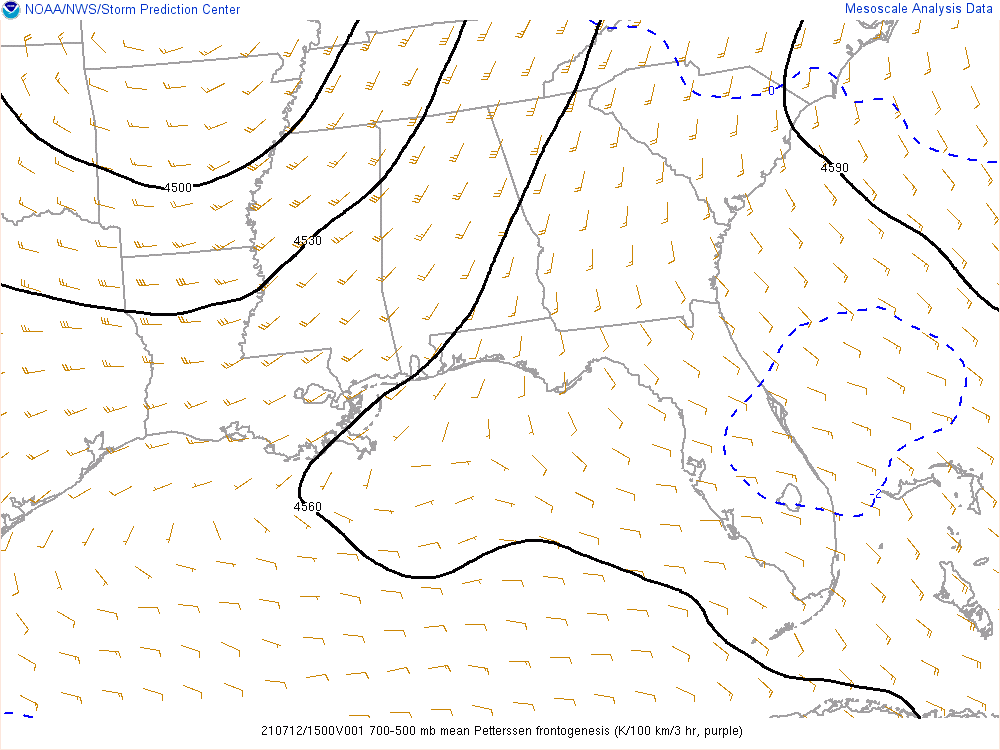 NOAA/NWS/Storm Prediction Center
Mesoscale Analysis Data
0
4590
4500
4530
-2
4560
210712/1500V001 700-500 mb mean Petterssen frontogenesis (K/100 km/3 hr, purple)